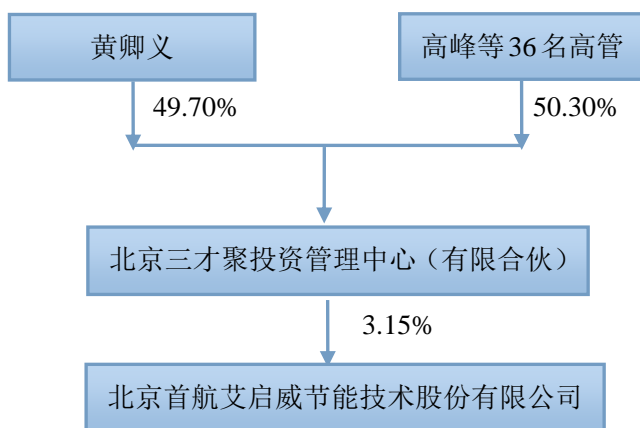 黄卿义
高峰等36名高管
49.70%
50.30%
北京三才聚投资管理中心（有限合伙）
3.15%
北京首航艾启威节能技术股份有限公司